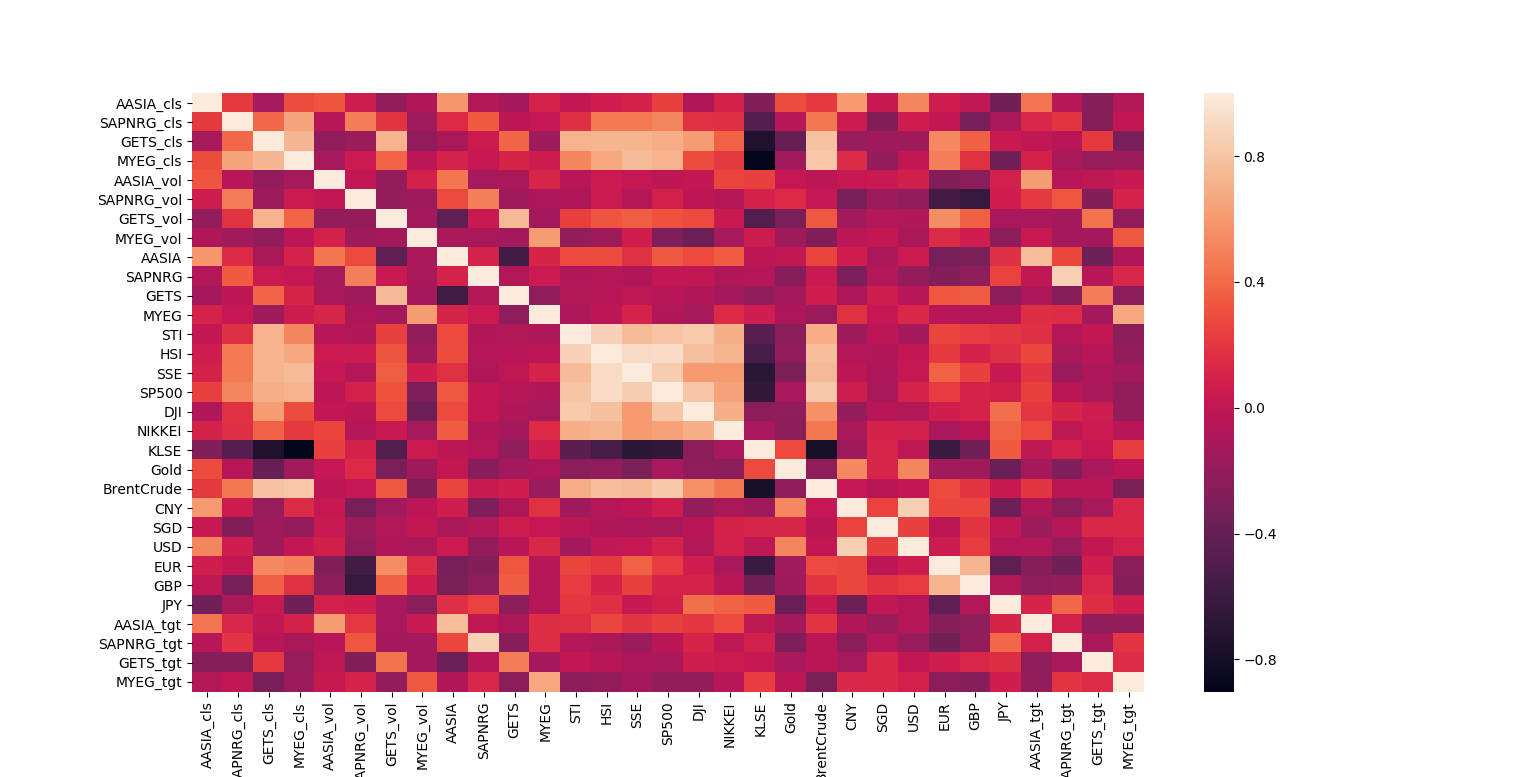 AASIA_cls
SAPNRG_cls
GETS_cls
MYEG_cls
AASIA_vol
SAPNRG_vol
GETS_vol
MYEG_vol
AASIA
SAPNRG
GETS
MYEG
STI
HSI
SSE
SP500
DJI
NIKKEI
KLSE
Gold
BrentCrude
CNY
SGD
USD
EUR
GBP
JPY
AASIA_tgt
SAPNRG_tgt
GETS_tgt
MYEG_tgt
AASIA_cls
APNRG_cls
GETS_cls
MYEG_cls
AASIA_vol
APNRG_vol
GETS_vol
MYEG_vol
AASIA
SAPNRG
GETS
MYEG
STI
HSI
SSE
SP500
DJI
NIKKEI
KLSE
Gold
BrentCrude
CNY
SGD
USD
EUR
GBP
JPY
AASIA_tgt
APNRG_tgt
GETS_tgt
MYEG_tgt
0.8
0.4
0.0
−0.4
−0.8